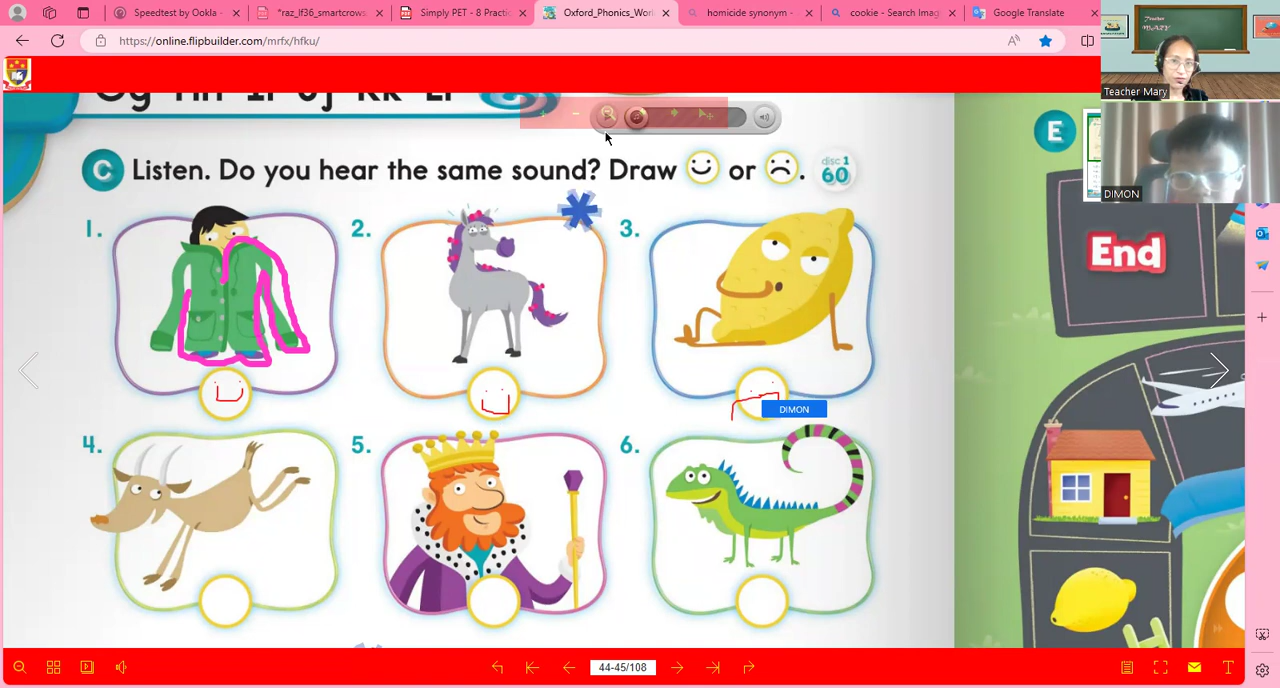 Speedtest by Ookla -
*raz_lf36_smartcrows.
Simply PET - 8 Practic
Oxford_Phonics_Worl
homicide synonym -
cookie - Search Imag
Google Translate
https://online.flipbuilder.com/mrfx/hfku/
Teacher Mary
DIMON
C Listen. Do you hear the same sound? Draw or .
disc 1
60
E
1.
2.
3.
End
DIMON
4.
5.
6.
44-45/108